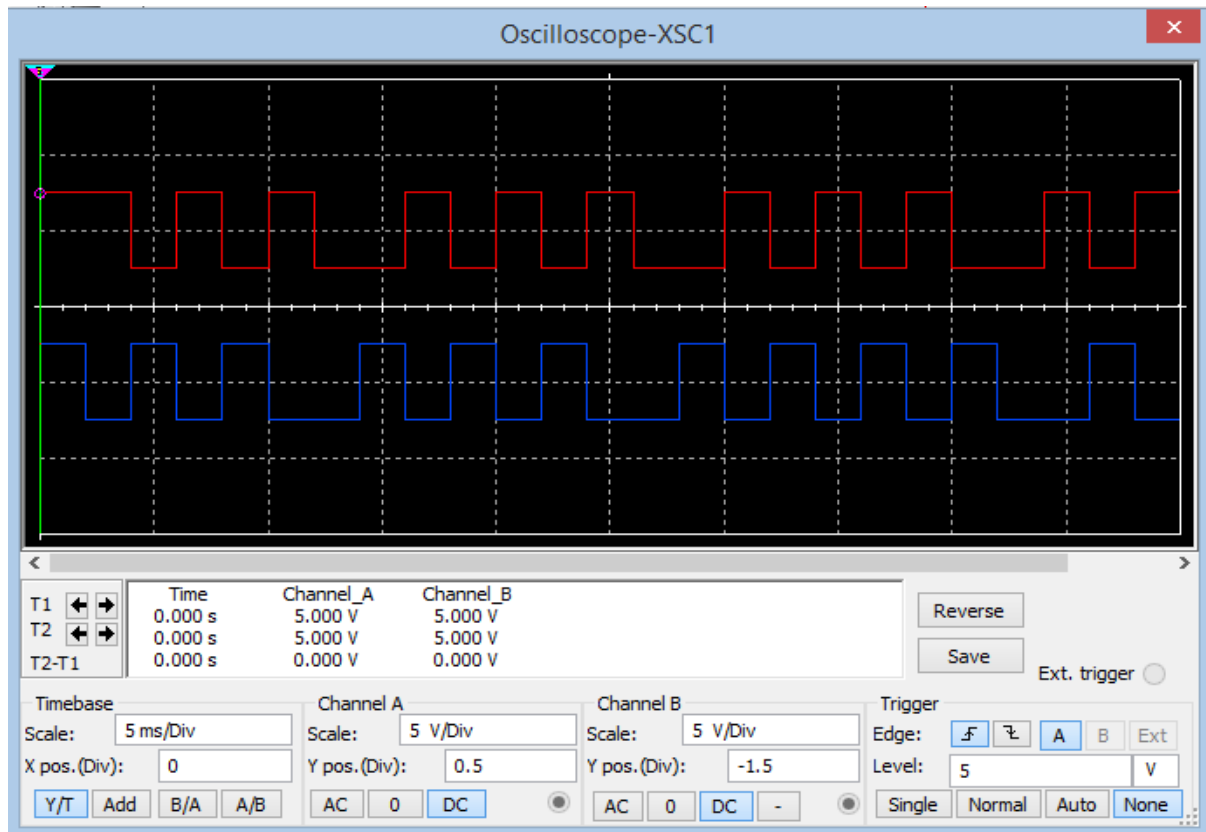 Oscilloscope-XSC1
Time Channel_A Channel_B
T1 0.000 s 5.000 V 5.000 V
T2 0.000 s 5.000 V 5.000 V
T2-T1 0.000 s 0.000 V 0.000 V
Reverse
Save
Ext. trigger
Timebase
Scale: 5 ms/Div
X pos.(Div): 0
Y/T Add B/A A/B
Channel A
Scale: 5 V/Div
Y pos.(Div): 0.5
AC 0 DC
Channel B
Scale: 5 V/Div
Y pos.(Div): -1.5
AC 0 DC -
Trigger
Edge: A B Ext
Level: 5 V
Single Normal Auto None